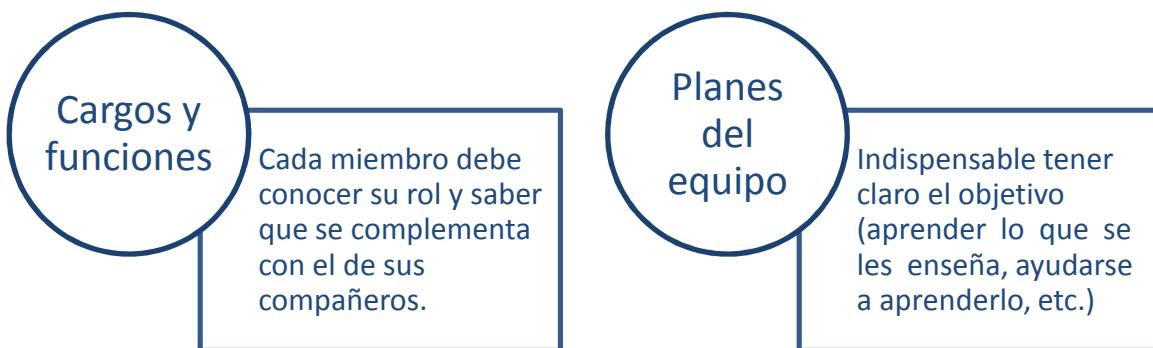 Cargos y
funciones
Cada miembro debe
conocer su rol y saber
que se complementa
con el de sus
compañeros.
Planes
del
equipo
Indispensable tener
claro el objetivo
(aprender lo que se
les enseña, ayudarse
a aprenderlo, etc.)